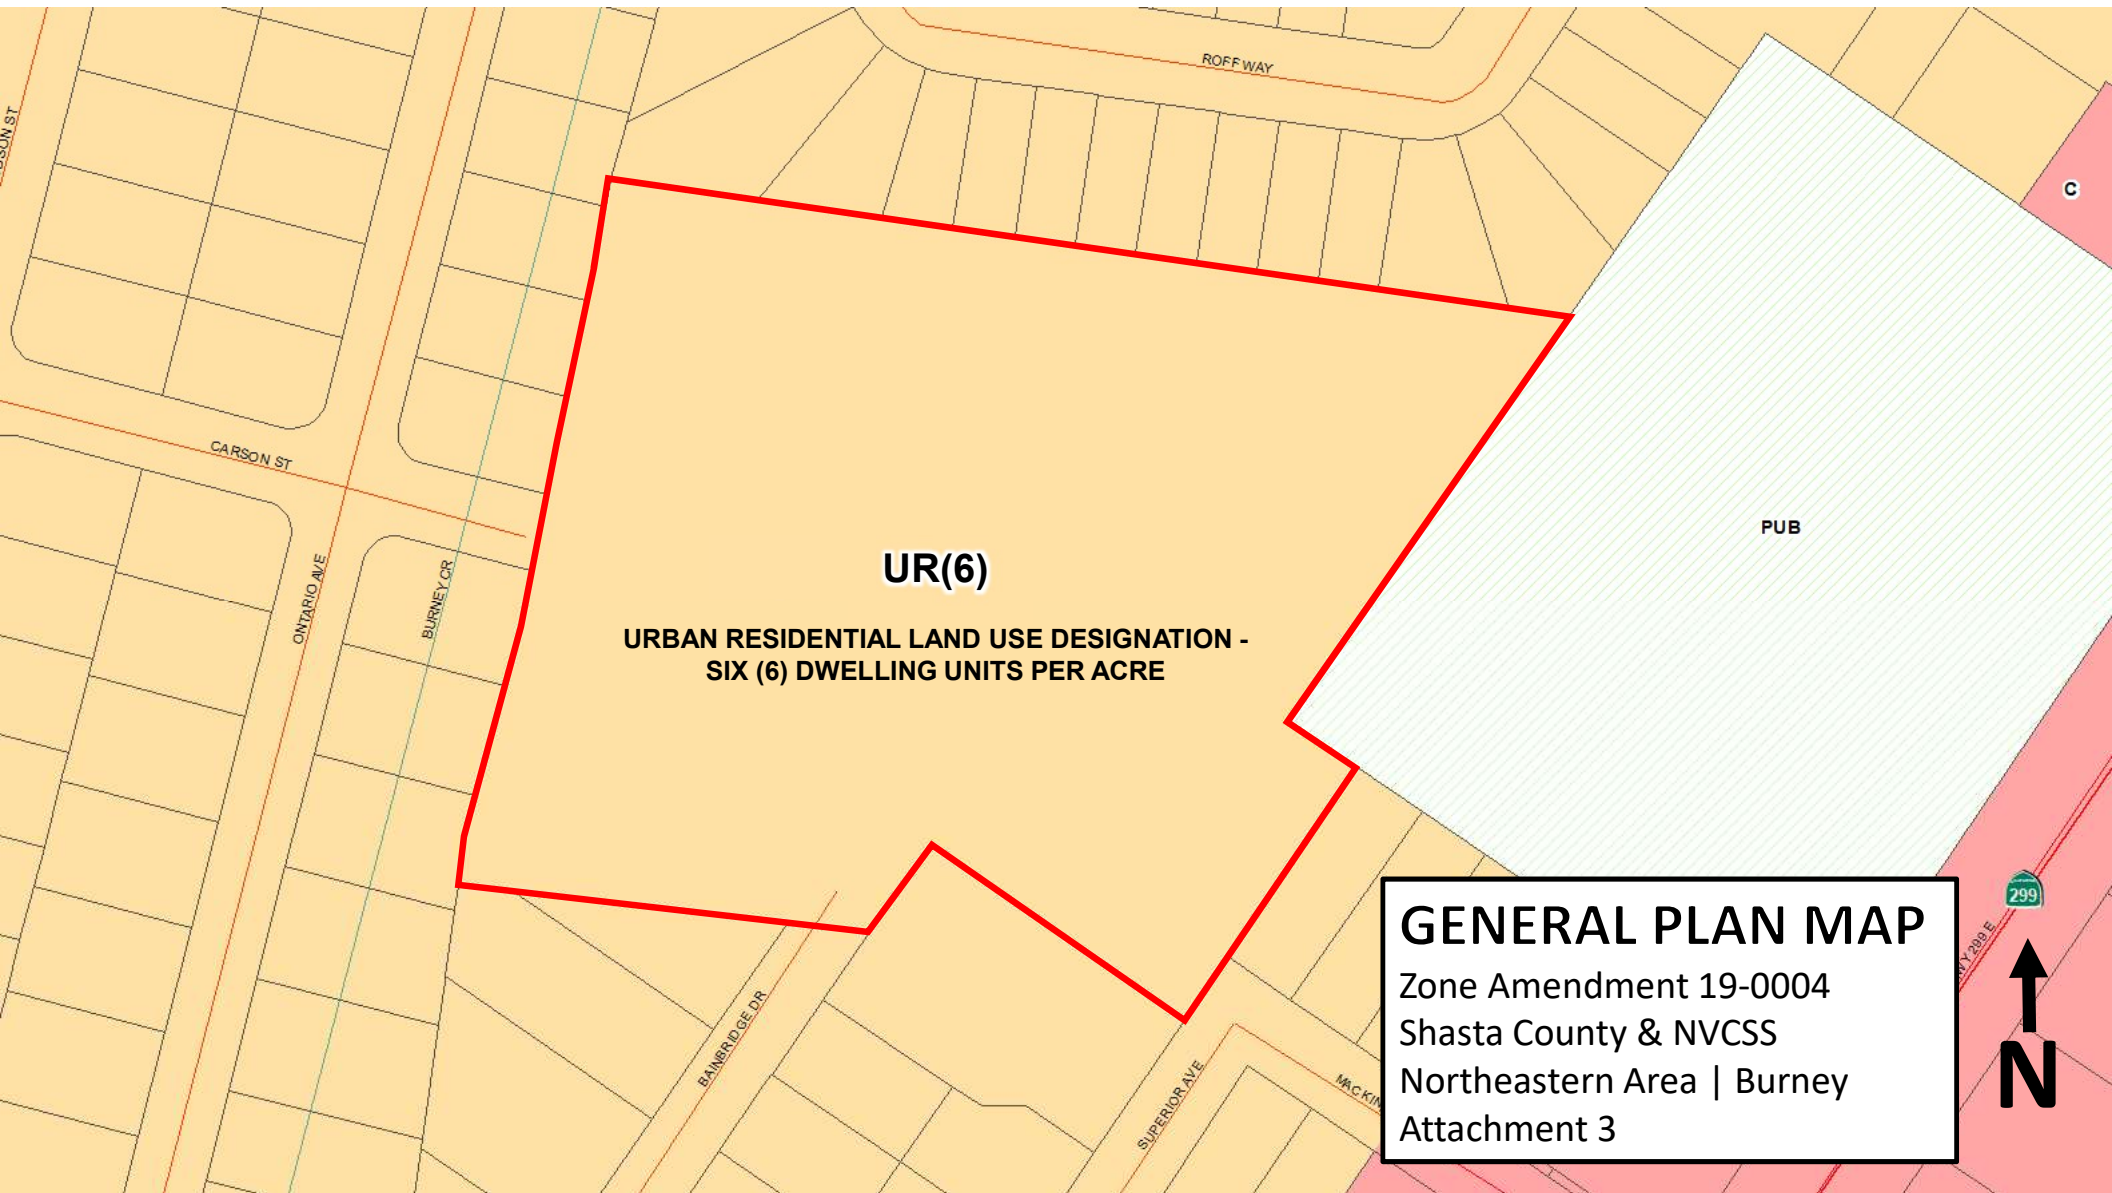 ROFF WAY
C
CARSON ST
PUB
UR(6)
ONTARIO AVE
BURNEY CR
URBAN RESIDENTIAL LAND USE DESIGNATION -
SIX (6) DWELLING UNITS PER ACRE
299
GENERAL PLAN MAP
Zone Amendment 19-0004
Shasta County & NVCSS
Northeastern Area | Burney
Attachment 3
N
BAINBRIDGE DR
SUPERIOR AVE